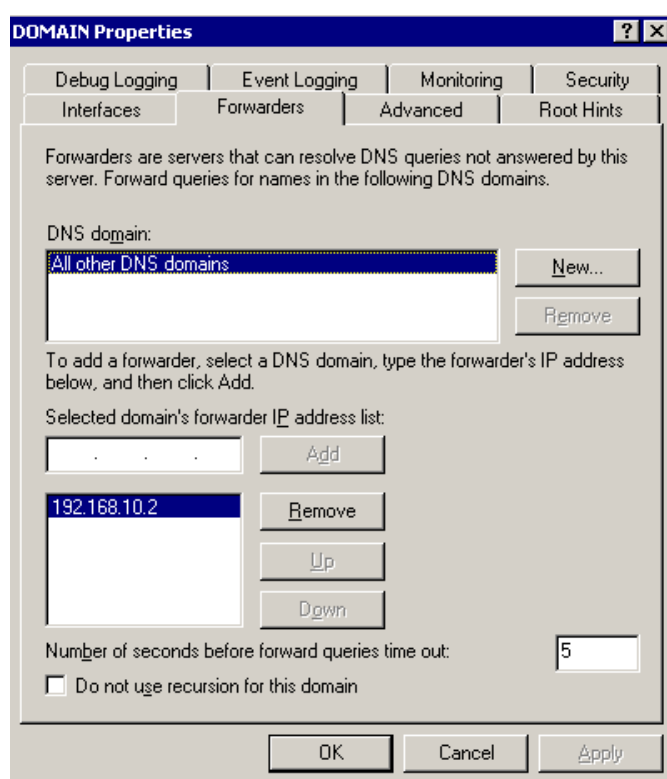 DOMAIN Properties
Debug Logging Event Logging Monitoring Security
Interfaces Forwarders Advanced Root Hints
Forwarders are servers that can resolve DNS queries not answered by this
server. Forward queries for names in the following DNS domains.
DNS domain:
All other DNS domains
New...
Remove
To add a forwarder, select a DNS domain, type the forwarder's IP address
below, and then click Add.
Selected domain's forwarder IP address list:
. . . Add
192.168.10.2 Remove
Up
Down
Number of seconds before forward queries time out: 5
Do not use recursion for this domain
OK Cancel Apply